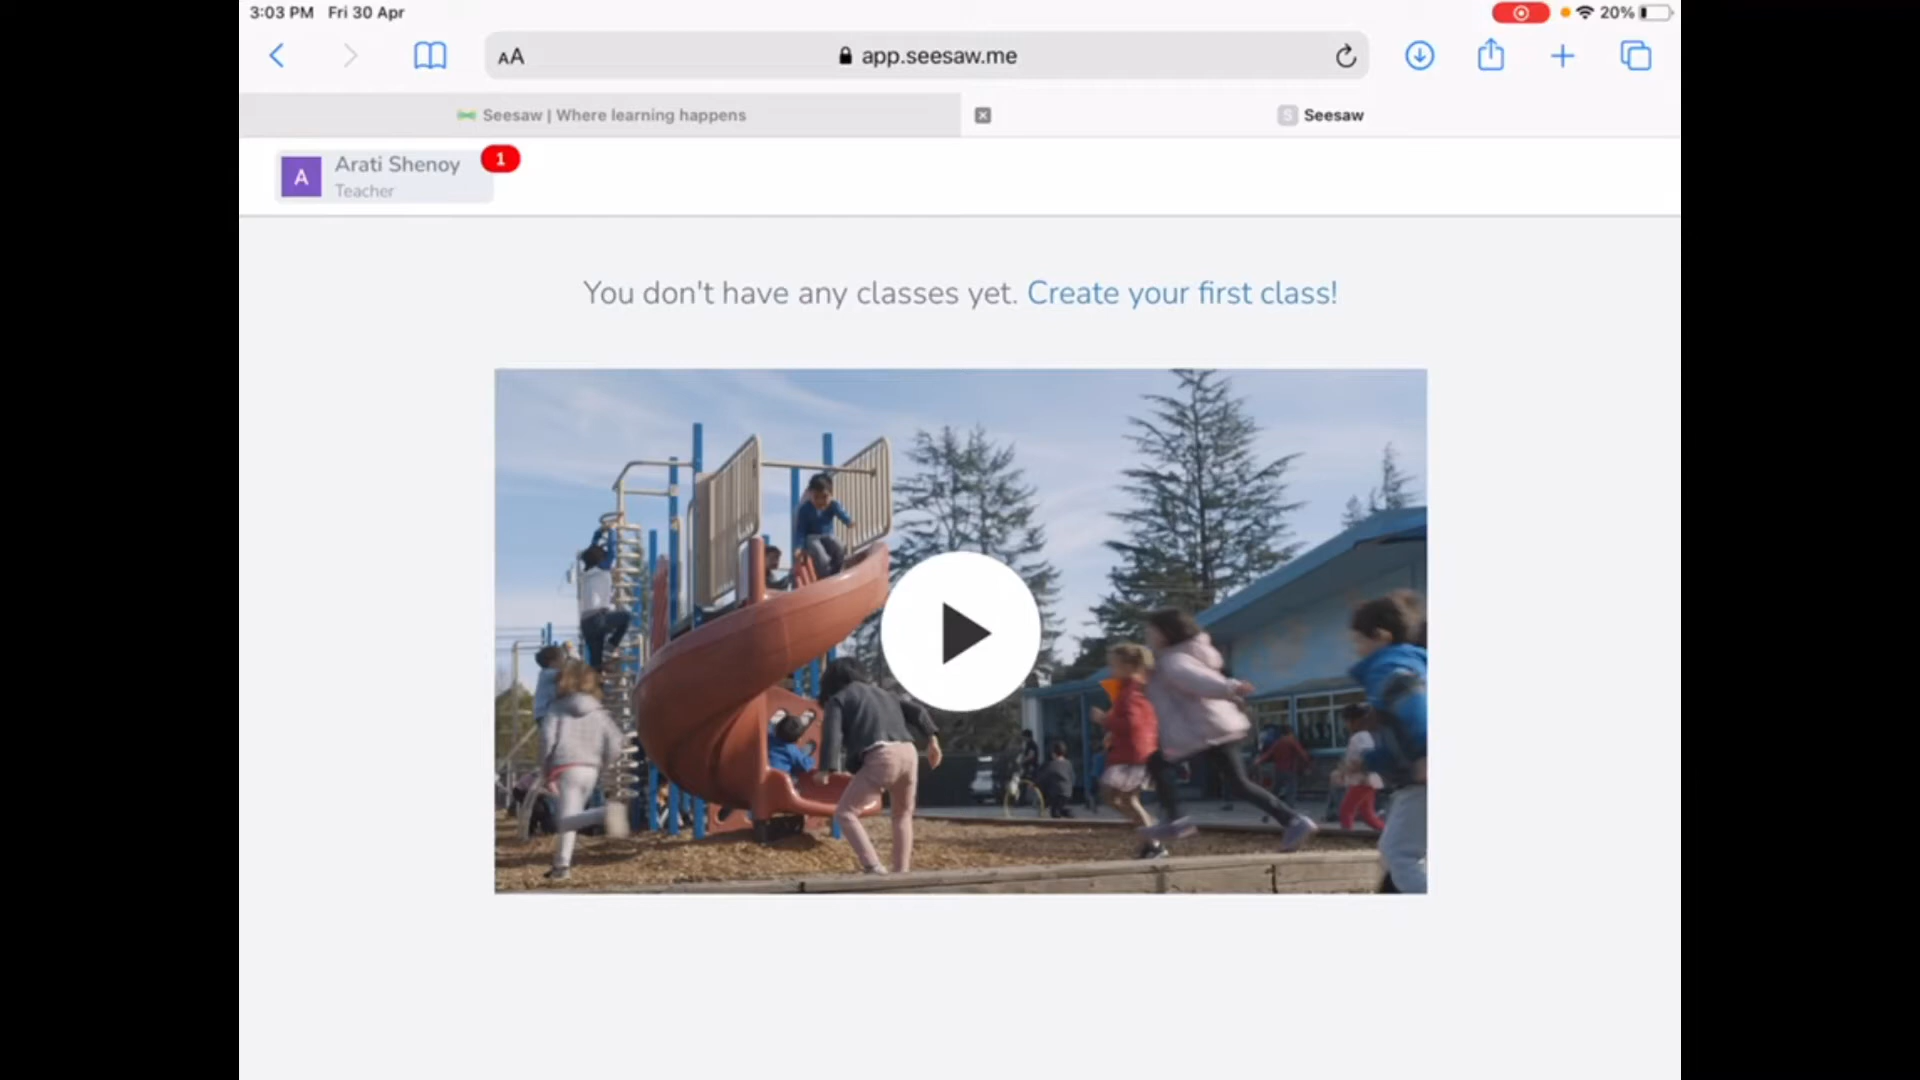 3:03 PM Fri 30 Apr
20%
AA app.seesaw.me
Seesaw | Where learning happens
S Seesaw
A Arati Shenoy 1
Teacher
You don't have any classes yet. Create your first class!